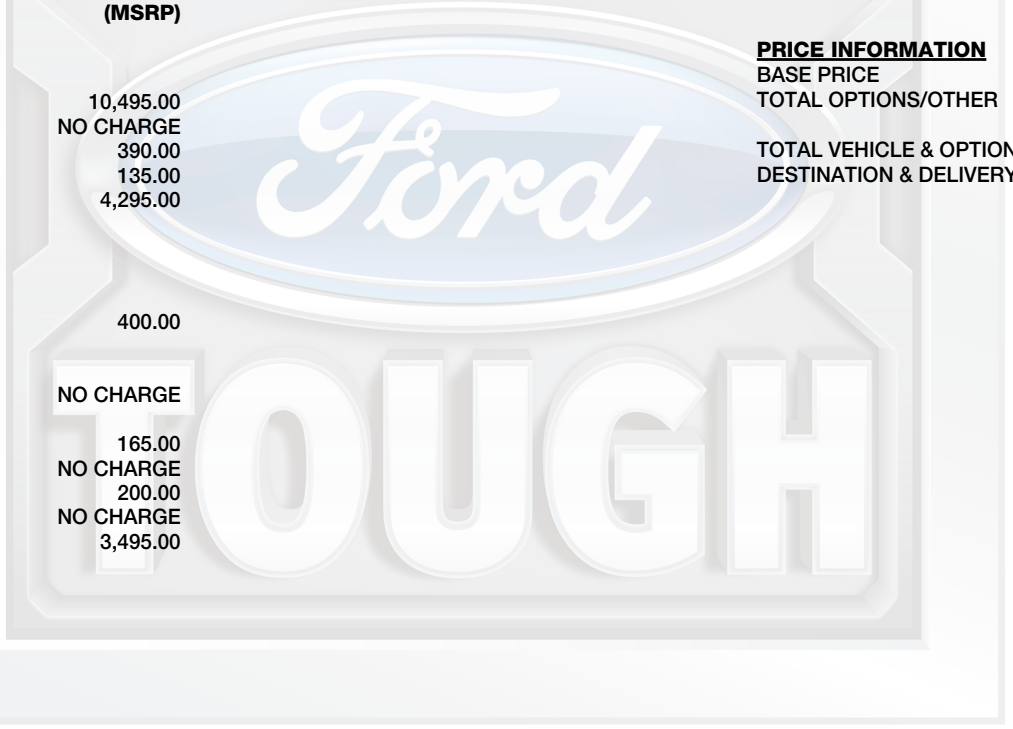 (MSRP)
10,495.00
NO CHARGE
390.00
135.00
4,295.00
400.00
NO CHARGE
165.00
NO CHARGE
200.00
NO CHARGE
3,495.00
PRICE INFORMATION
BASE PRICE
TOTAL OPTIONS/OTHER
TOTAL VEHICLE & OPTION
DESTINATION & DELIVERY
Ford
TOUGH